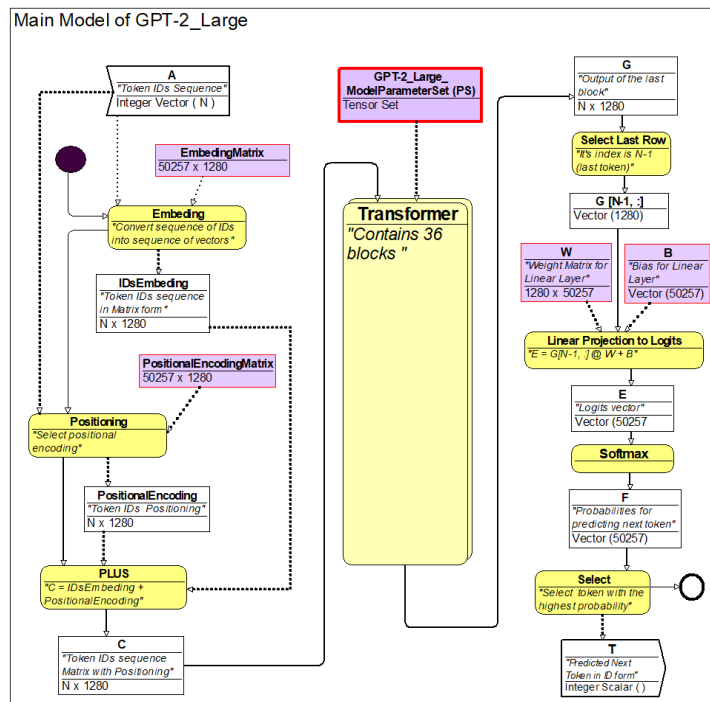 Main Model of GPT-2_Large
A
"Token IDs Sequence"
Integer Vector ( N )
EmbedingMatrix
50257 x 1280
Embeding
"Convert sequence of IDs
into sequence of vectors"
IDsEmbeding
"Token IDs sequence
in Matrix form"
N x 1280
PositionalEncodingMatrix
50257 x 1280
Positioning
"Select positional
encoding"
PositionalEncoding
"Token IDs Positioning"
N x 1280
PLUS
"C = IDsEmbeding +
PositionalEncoding"
C
"Token IDs sequence
Matrix with Positioning"
N x 1280
GPT-2_Large_
ModelParameterSet (PS)
Tensor Set
Transformer
"Contains 36
blocks "
G
"Output of the last
block"
N x 1280
Select Last Row
"It's index is N-1
(last token)"
G [N-1, :]
Vector (1280)
W
"Weight Matrix for
Linear Layer"
1280 x 50257
B
"Bias for Linear
Layer"
Vector (50257)
Linear Projection to Logits
"E = G[N-1, :] @ W + B"
E
"Logits vector"
Vector (50257
Softmax
F
"Probabilities for
predicting next token"
Vector (50257)
Select
"Select token with the
highest probability"
T
"Predicted Next
Token in ID form"
Integer Scalar ( )